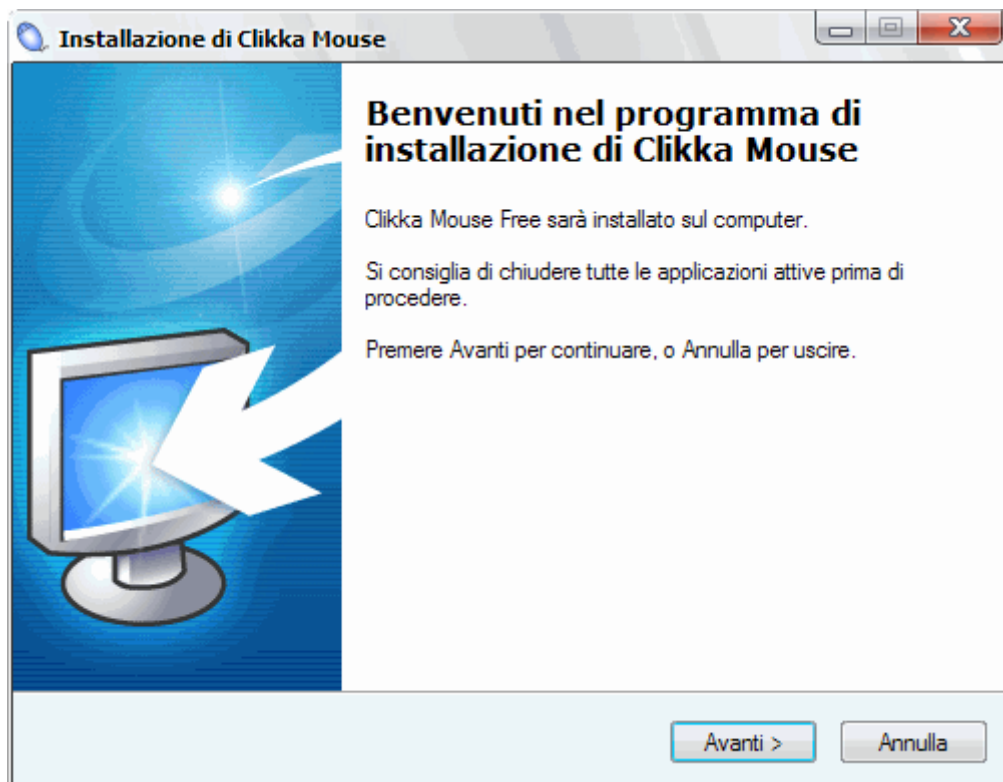 Installazione di Clikka Mouse
Benvenuti nel programma di
installazione di Clikka Mouse
Clikka Mouse Free sarà installato sul computer.
Si consiglia di chiudere tutte le applicazioni attive prima di
procedere.
Premere Avanti per continuare, o Annulla per uscire.
Avanti >
Annulla